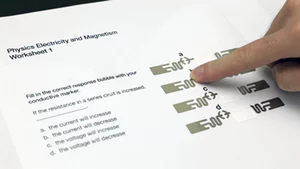 Physics Electricity and Magnetism
Worksheet 1
Fill in the correct response bubble with your
conductive marker.
If the resistance in a series ciruit is increased.
a. the current will increase
b. the current will decrease
c. the voltage will increase
d. the voltage will decrease
a
c
d